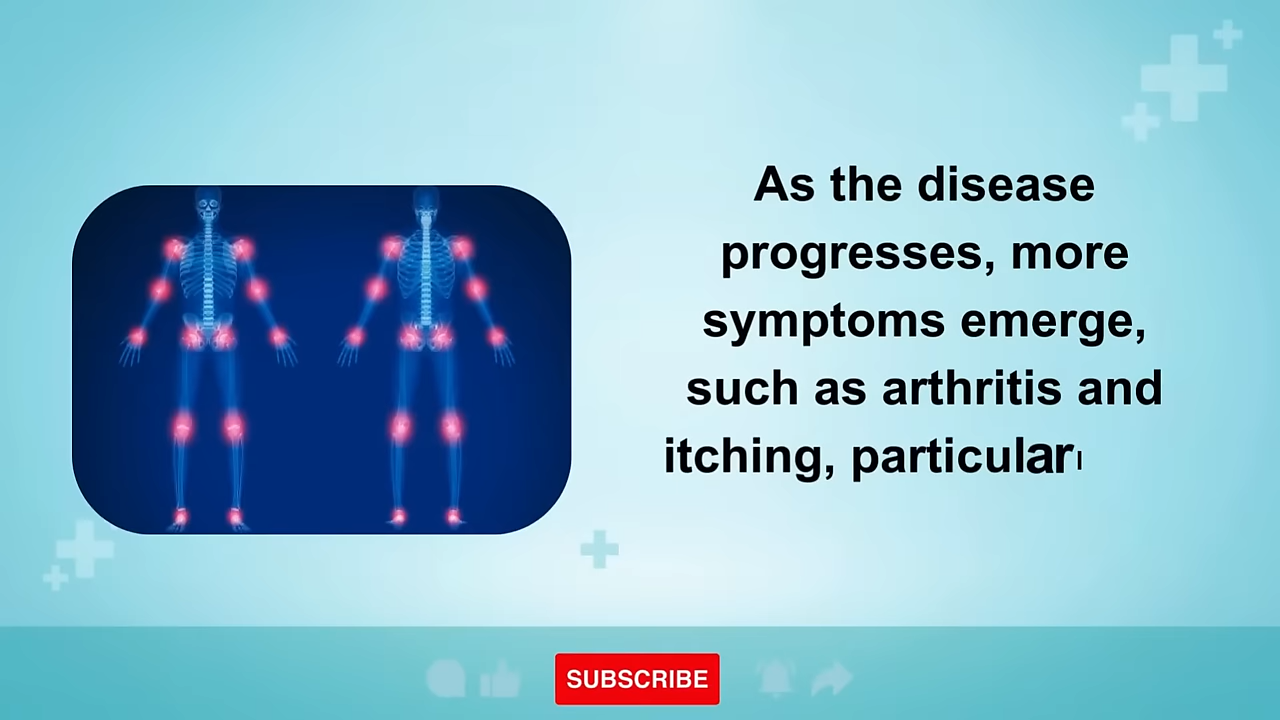 As the disease
progresses, more
symptoms emerge,
such as arthritis and
itching, particular
SUBSCRIBE